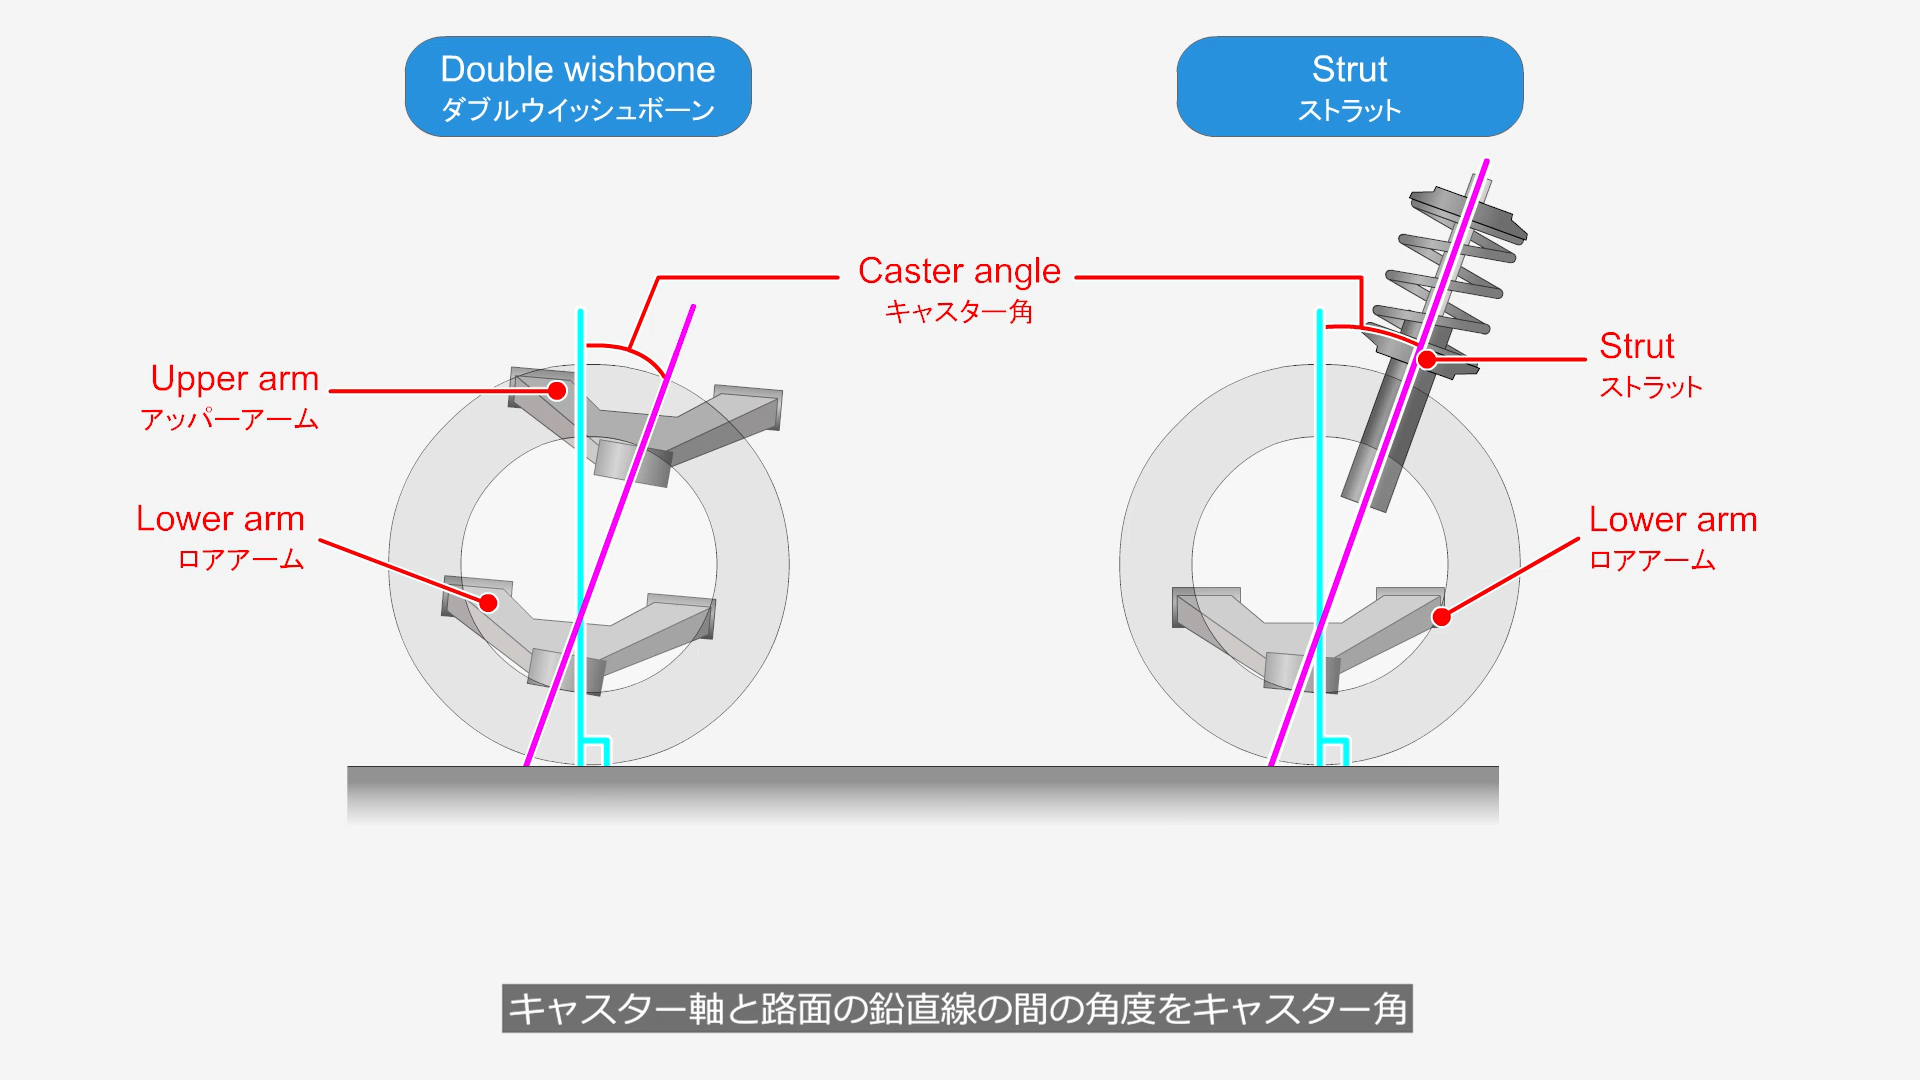 Double wishbone
ダブルウイッシュボーン
Strut
ストラット
Caster angle
キャスター角
Upper arm
アッパーアーム
Strut
ストラット
Lower arm
ロアアーム
Lower arm
ロアアーム
キャスター軸と路面の鉛直線の間の角度をキャスター角